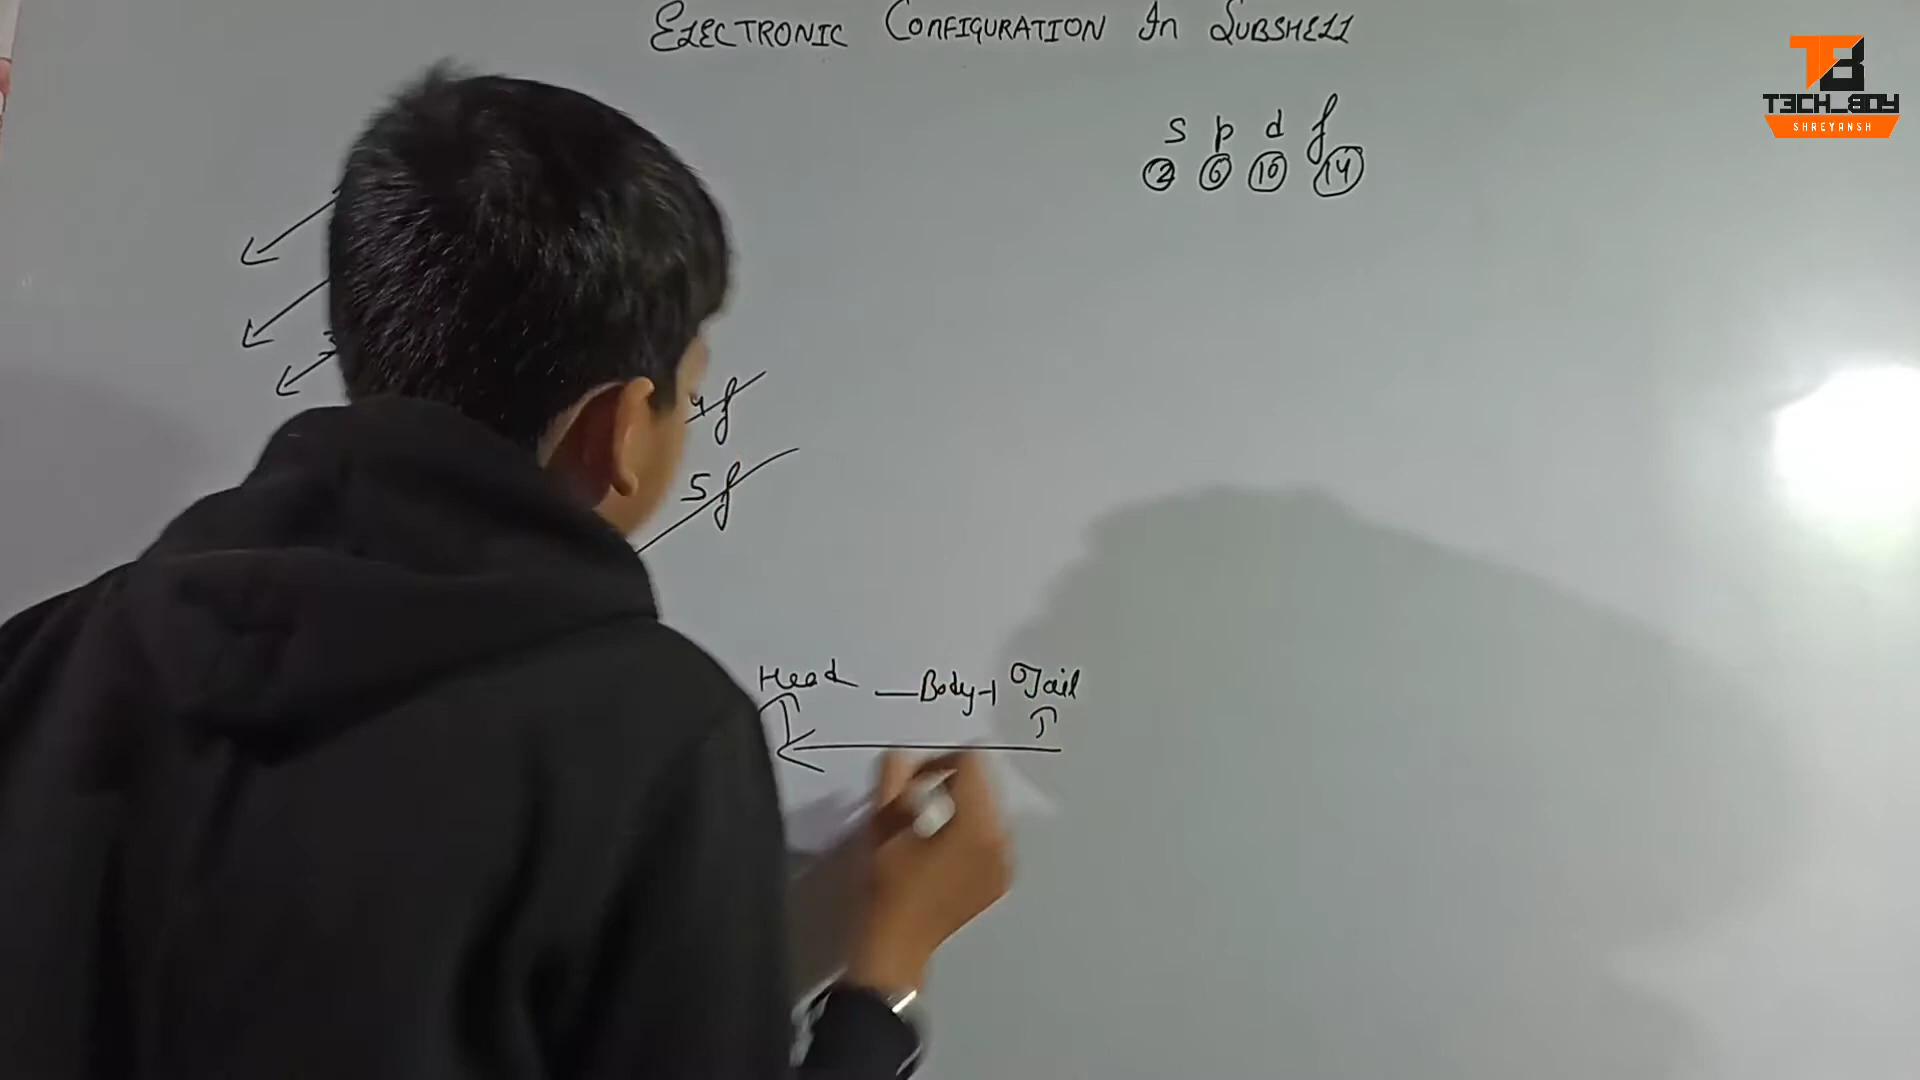 ELECTRONIC CONFIGURATION In SUBSHELL
T3CH_BOY
SHREYANSH
s p d f
2 6 10 14
4f
5f
Head — Body - Tail